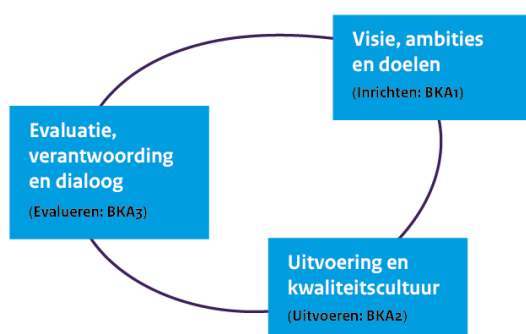 Visie, ambities
en doelen
(Inrichten: BKA1)
Evaluatie,
verantwoording
en dialoog
(Evalueren: BKA3)
Uitvoering en
kwaliteitscultuur
(Uitvoeren: BKA2)